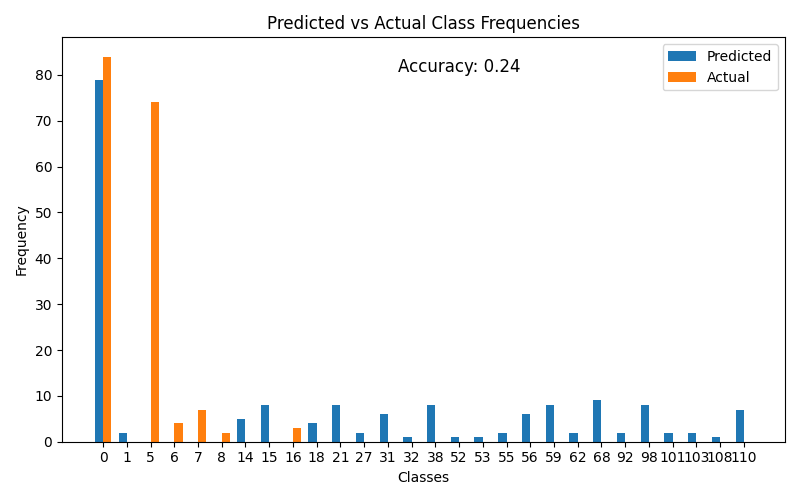 Predicted vs Actual Class Frequencies
Accuracy: 0.24
Predicted
Actual
Frequency
80
70
60
50
40
30
20
10
0
0 1 5 6 7 8 14 15 16 18 21 27 31 32 38 52 53 55 56 59 62 68 92 98 101 103 108 110
Classes